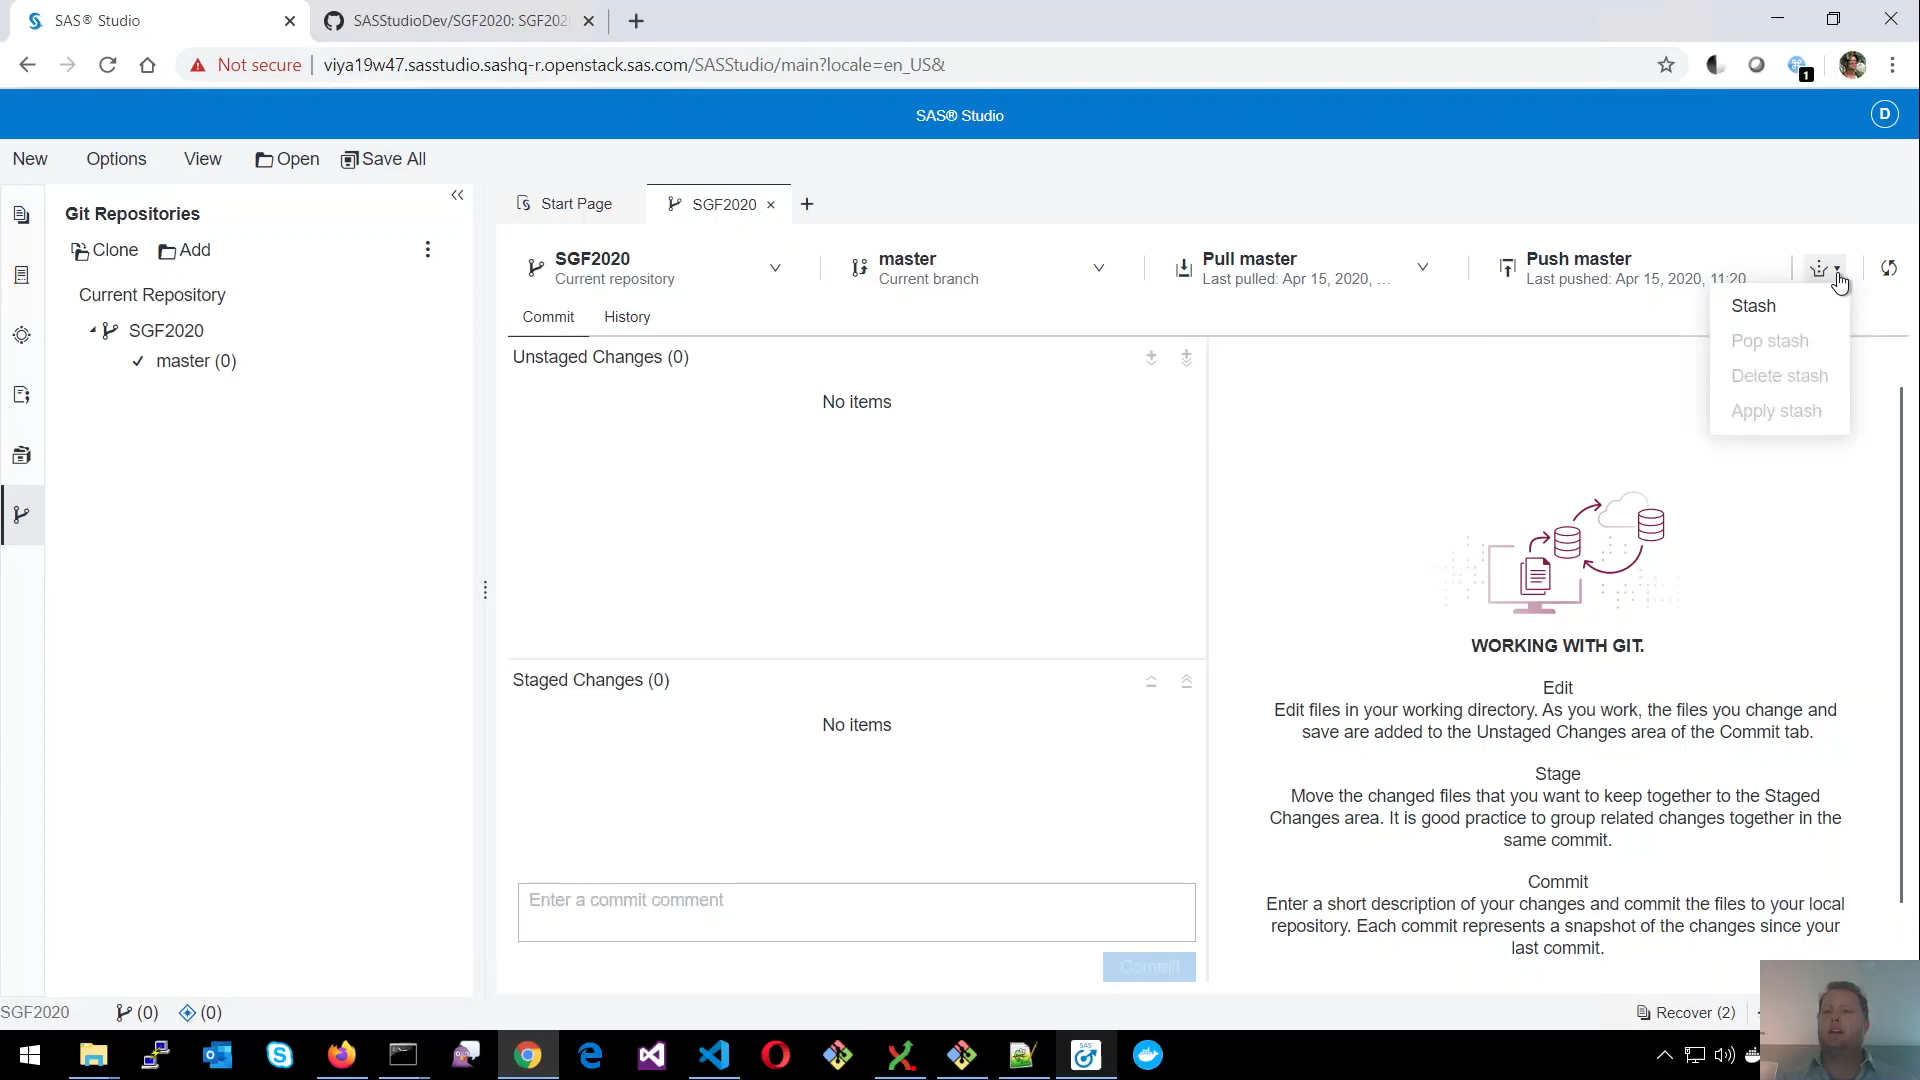 SAS® Studio
SASStudioDev/SGF2020: SGF202
Not secure
viya19w47.sasstudio.sashq-r.openstack.sas.com/SASStudio/main?locale=en_US&
1
SAS® Studio
D
New
Options
View
Open
Save All
Git Repositories
Clone
Add
Current Repository
SGF2020
master (0)
Start Page
SGF2020
SGF2020
Current repository
master
Current branch
Pull master
Last pulled: Apr 15, 2020, ...
Push master
Last pushed: Apr 15, 2020, 11:20
Stash
Pop stash
Delete stash
Apply stash
Commit
History
Unstaged Changes (0)
No items
Staged Changes (0)
No items
Enter a commit comment
Commit
WORKING WITH GIT.
Edit
Edit files in your working directory. As you work, the files you change and
save are added to the Unstaged Changes area of the Commit tab.
Stage
Move the changed files that you want to keep together to the Staged
Changes area. It is good practice to group related changes together in the
same commit.
Commit
Enter a short description of your changes and commit the files to your local
repository. Each commit represents a snapshot of the changes since your
last commit.
SGF2020
(0)
(0)
Recover (2)